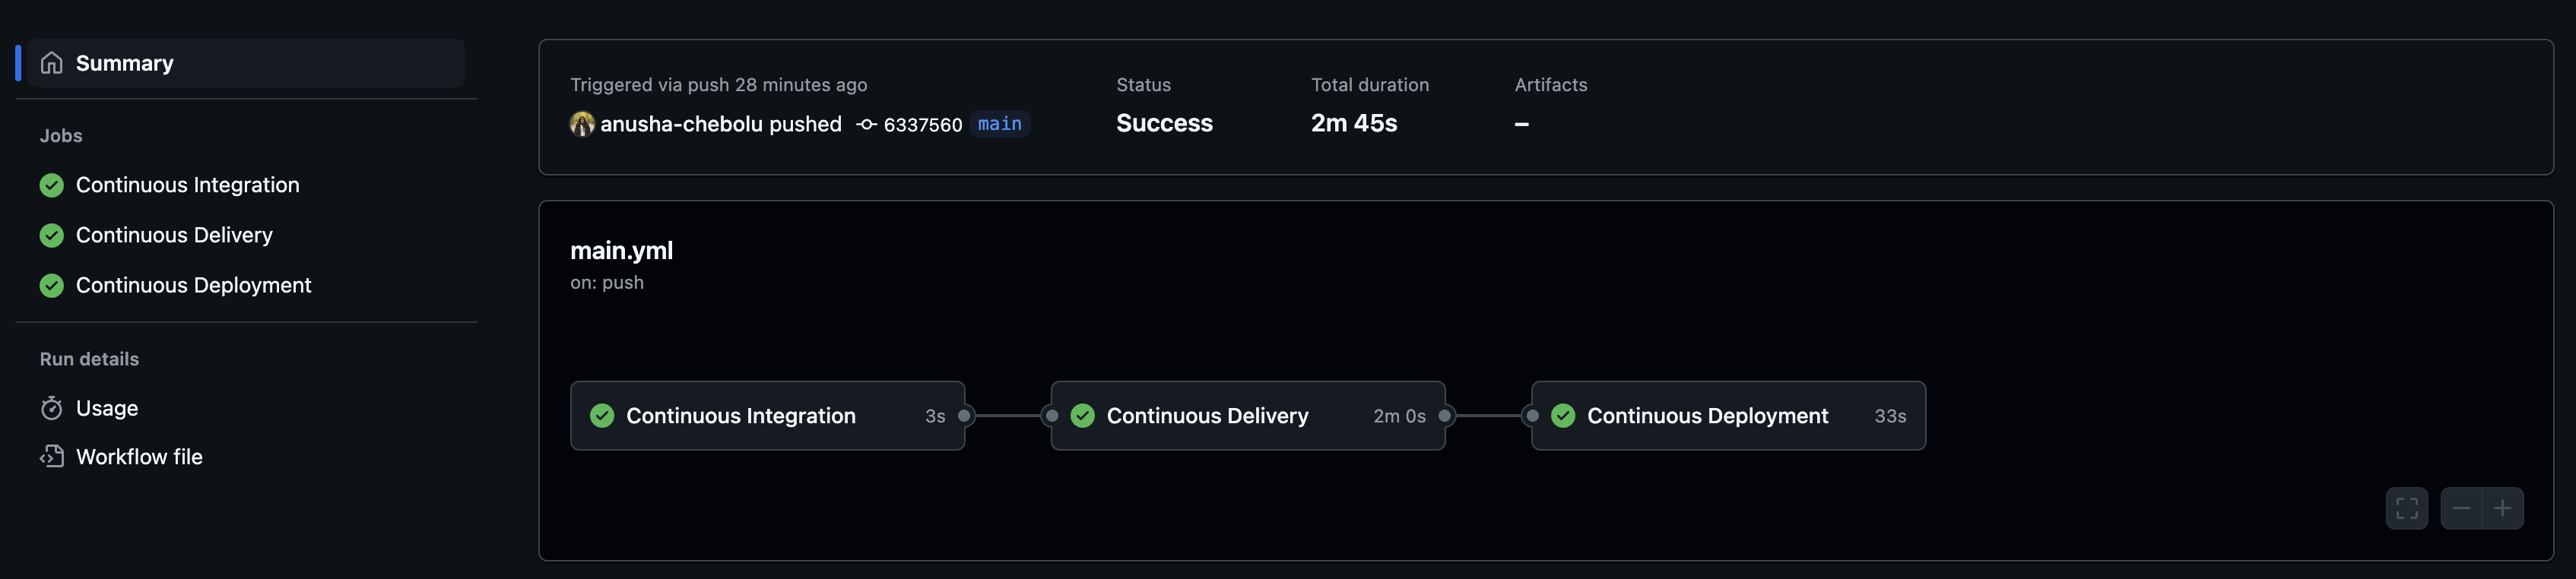 Summary
Jobs
Continuous Integration
Continuous Delivery
Continuous Deployment
Run details
Usage
Workflow file
Triggered via push 28 minutes ago
anusha-chebolu pushed 6337560 main
Status
Success
Total duration
2m 45s
Artifacts
–
main.yml
on: push
Continuous Integration 3s
Continuous Delivery 2m 0s
Continuous Deployment 33s